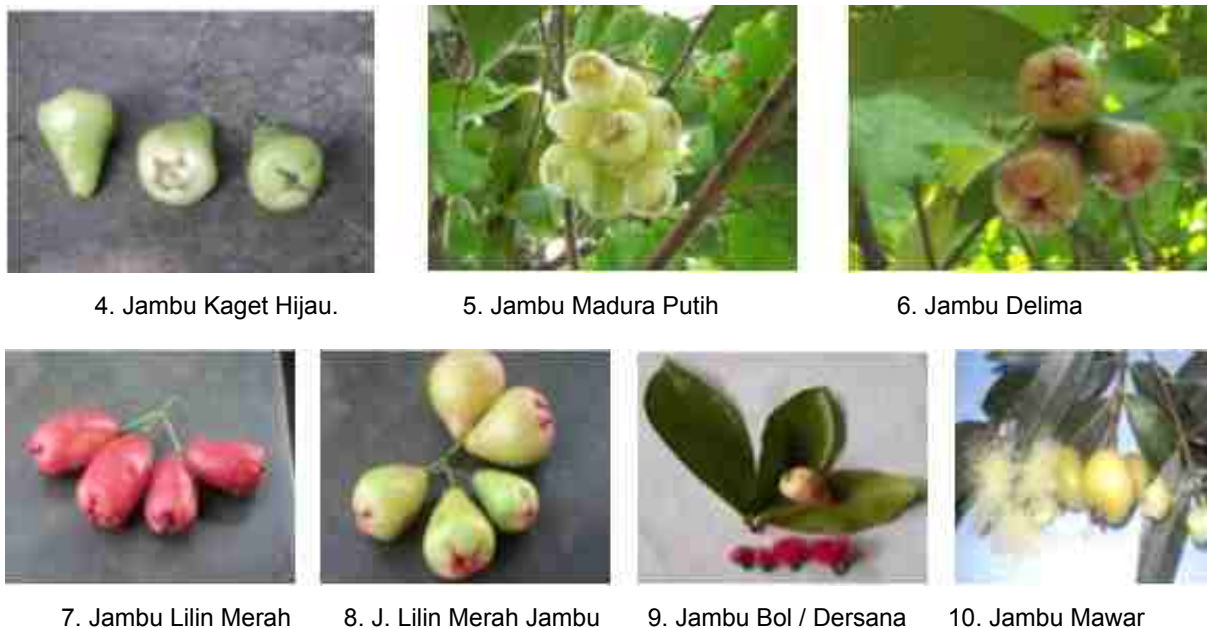 4. Jambu Kaget Hijau. 5. Jambu Madura Putih 6. Jambu Delima
7. Jambu Lilin Merah 8. J. Lilin Merah Jambu 9. Jambu Bol / Dersana 10. Jambu Mawar